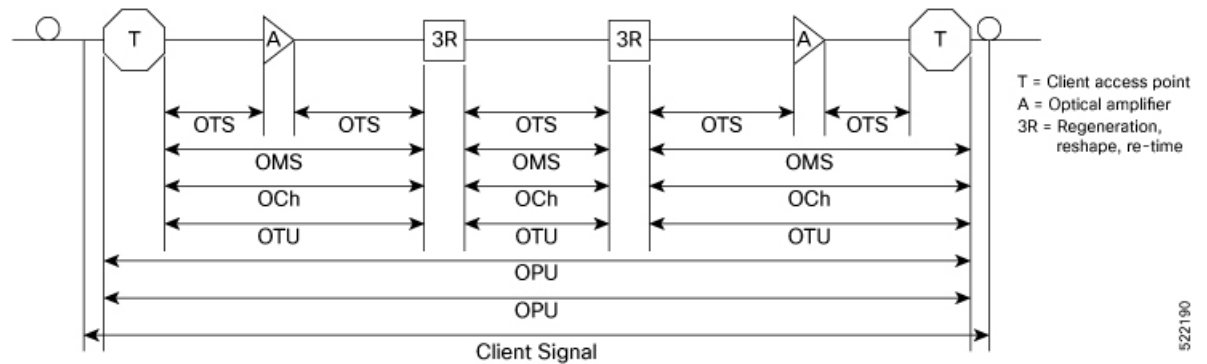 T A 3R 3R A T
T = Client access point
A = Optical amplifier
3R = Regeneration,
reshape, re-time
OTS OTS OTS OTS OTS
OMS OMS OMS
OCh OCh OCh
OTU OTU OTU
OPU
OPU
Client Signal
522190